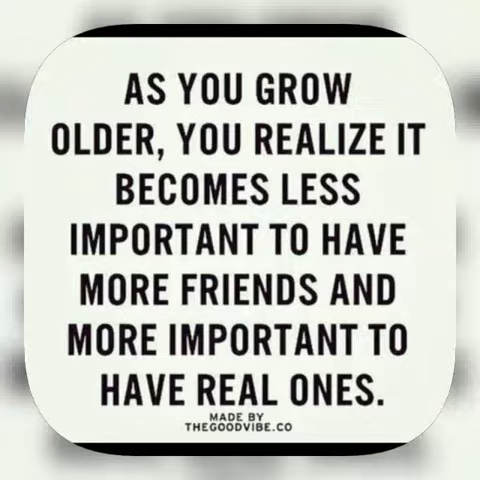 AS YOU GROW
OLDER, YOU REALIZE IT
BECOMES LESS
IMPORTANT TO HAVE
MORE FRIENDS AND
MORE IMPORTANT TO
HAVE REAL ONES.
MADE BY
THEGOODVIBE.CO